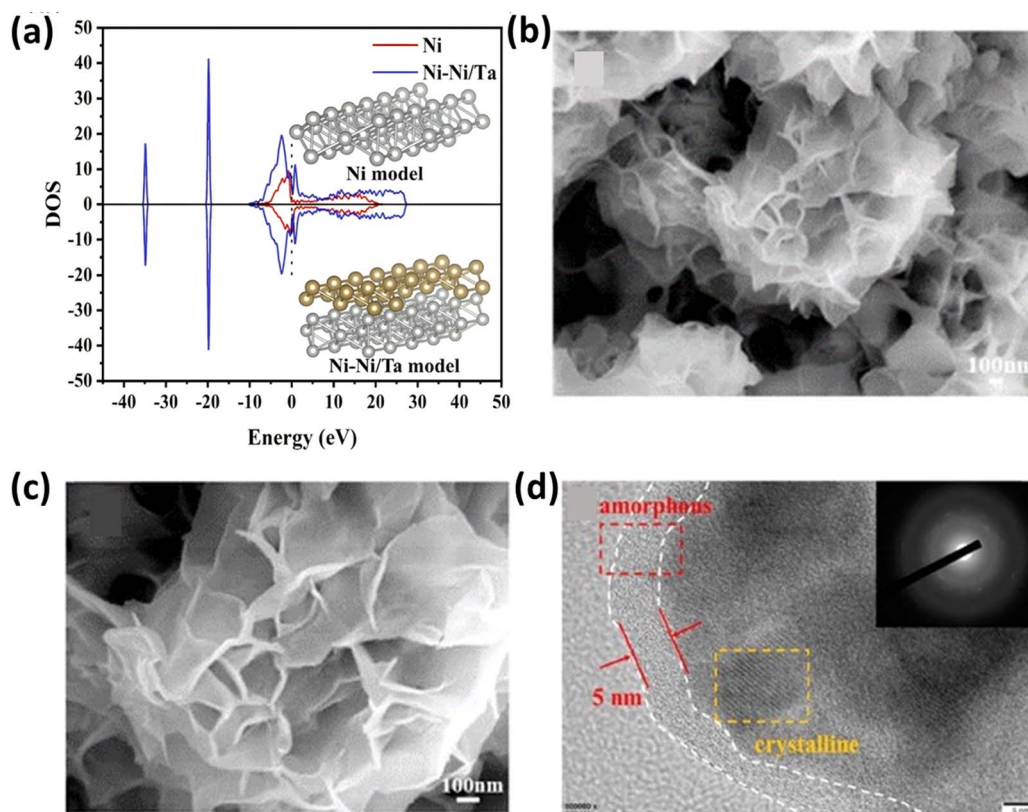 (a)
50
40
30
20
10
0
10
-20
-30
-40
-50
DOS
Ni
Ni-Ni/Ta
Ni model
Ni-Ni/Ta model
-40 -30 -20 -10 0 10 20 30 40 50
Energy (eV)
(b)
100nm
(c)
100nm
(d)
amorphous
5 nm
crystalline